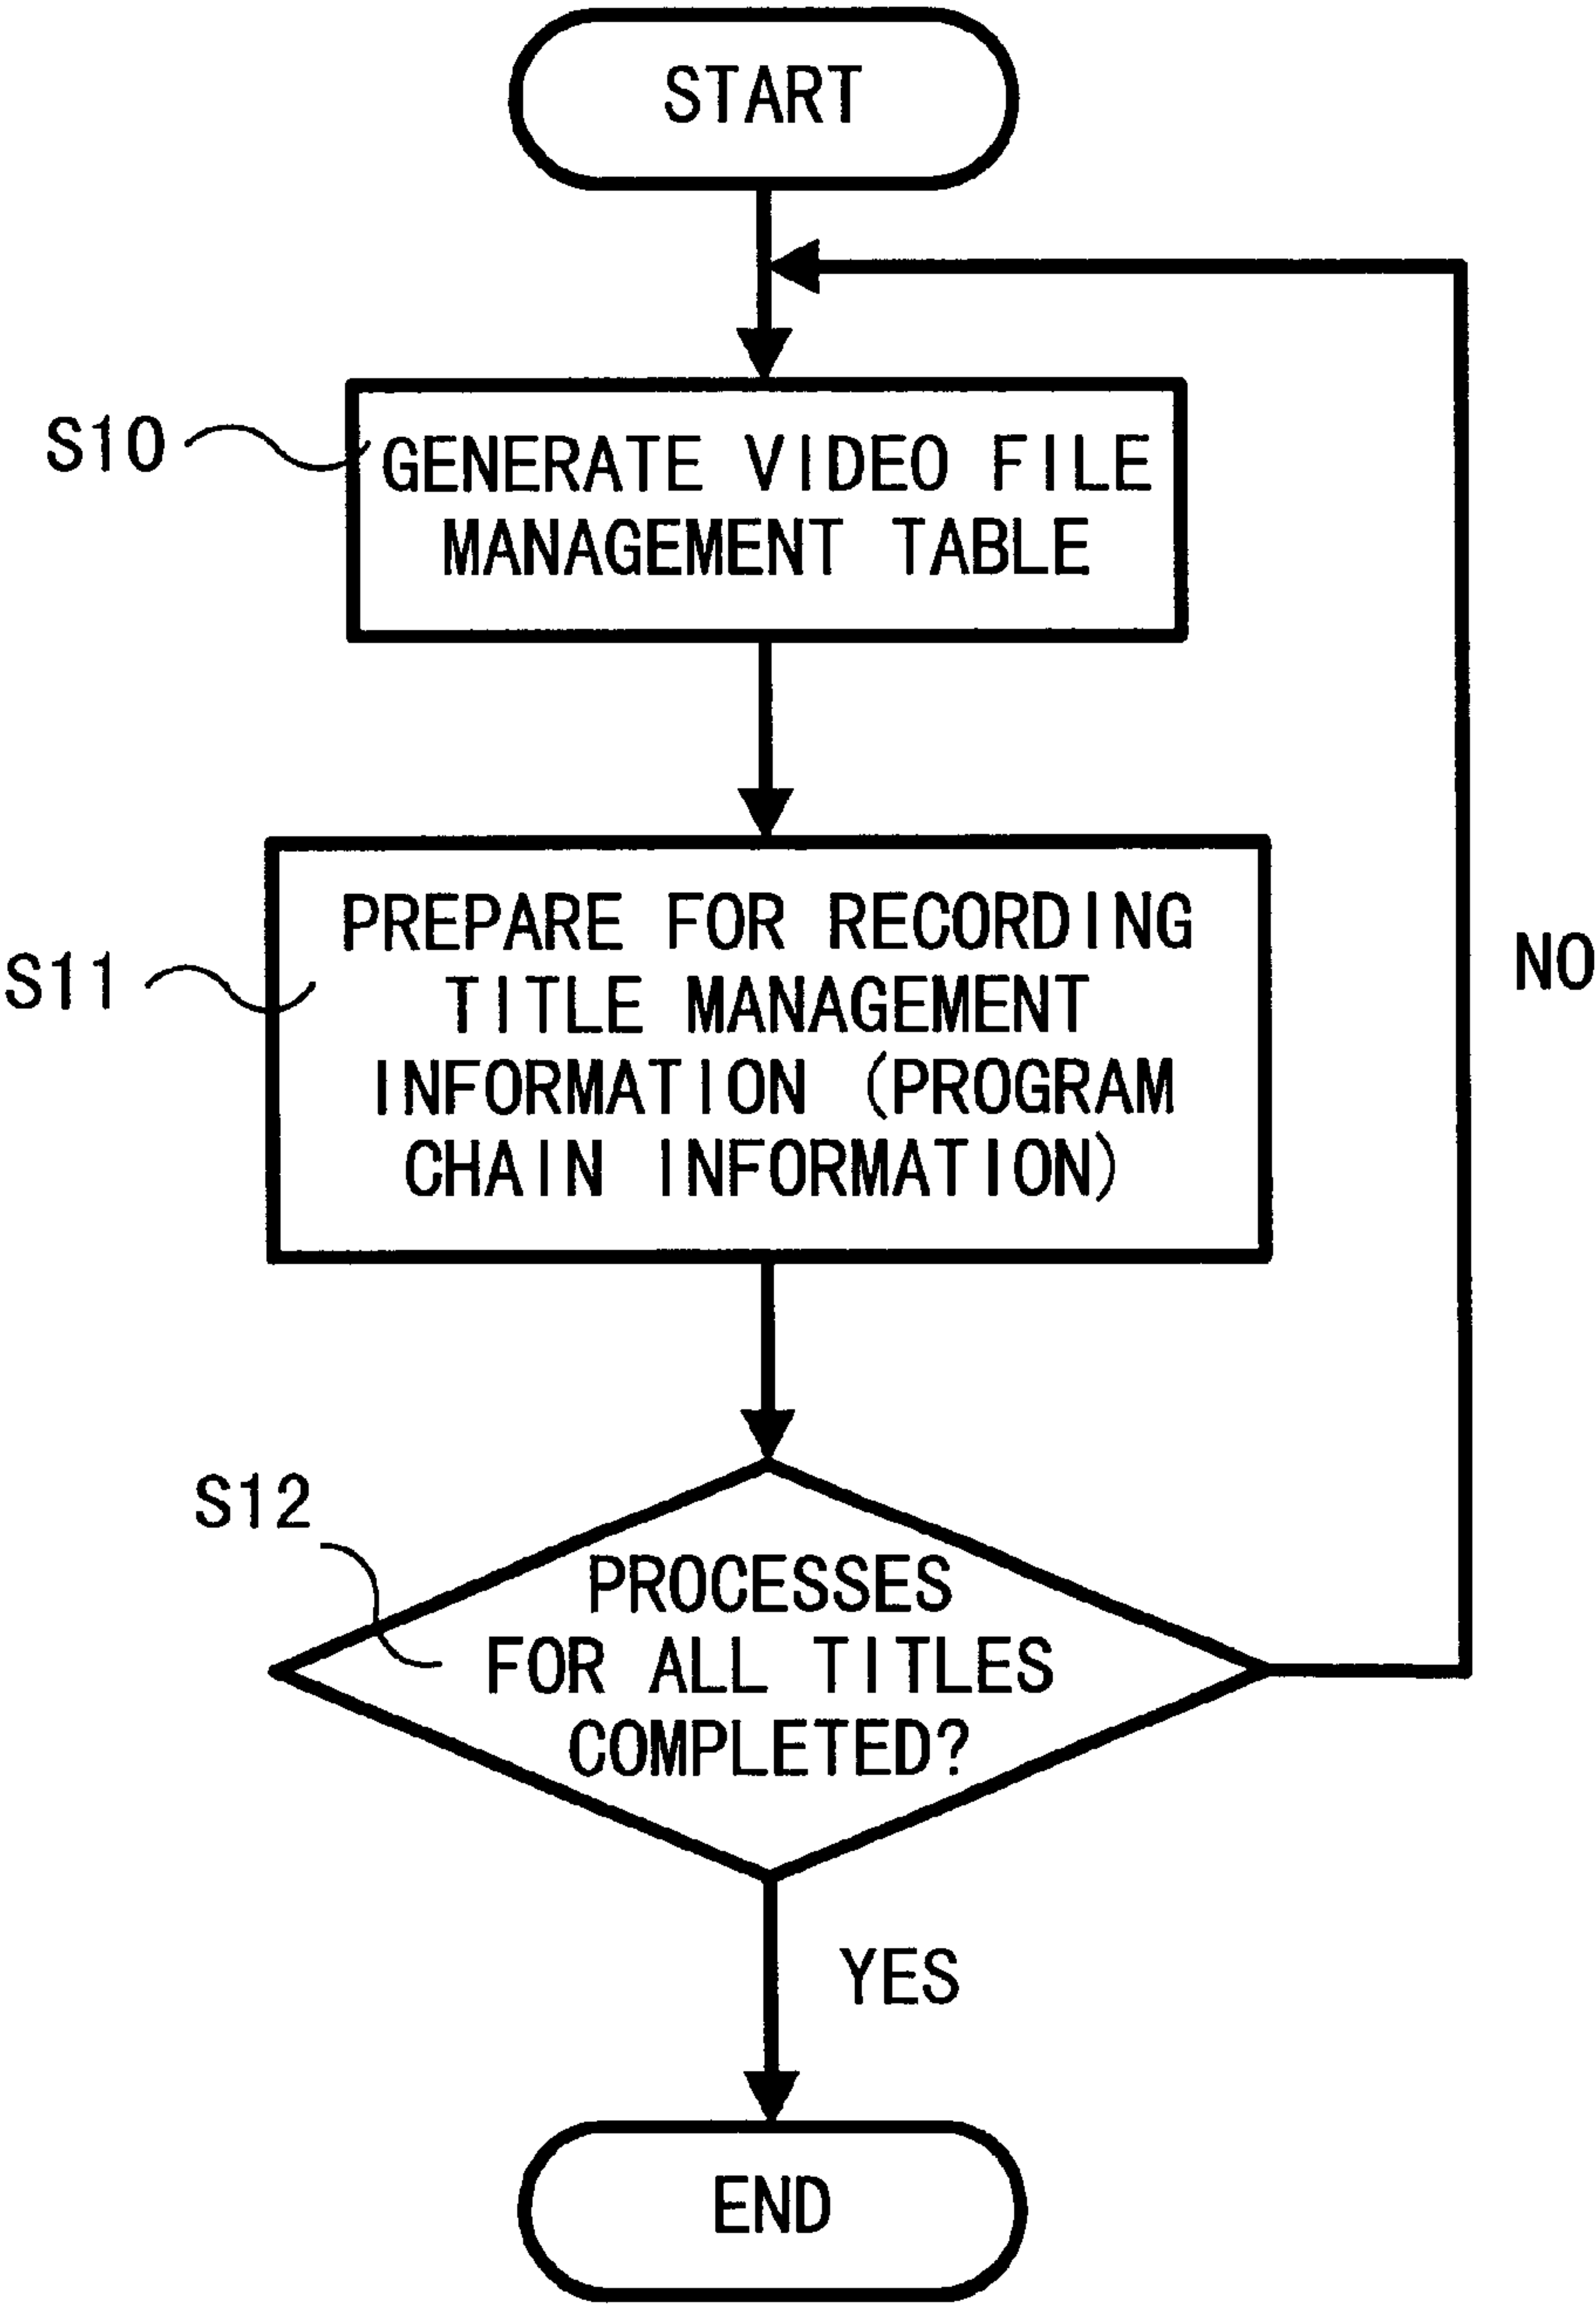 START
S10
GENERATE VIDEO FILE
MANAGEMENT TABLE
S11
PREPARE FOR RECORDING
TITLE MANAGEMENT
INFORMATION (PROGRAM
CHAIN INFORMATION)
NO
S12
PROCESSES
FOR ALL TITLES
COMPLETED?
YES
END